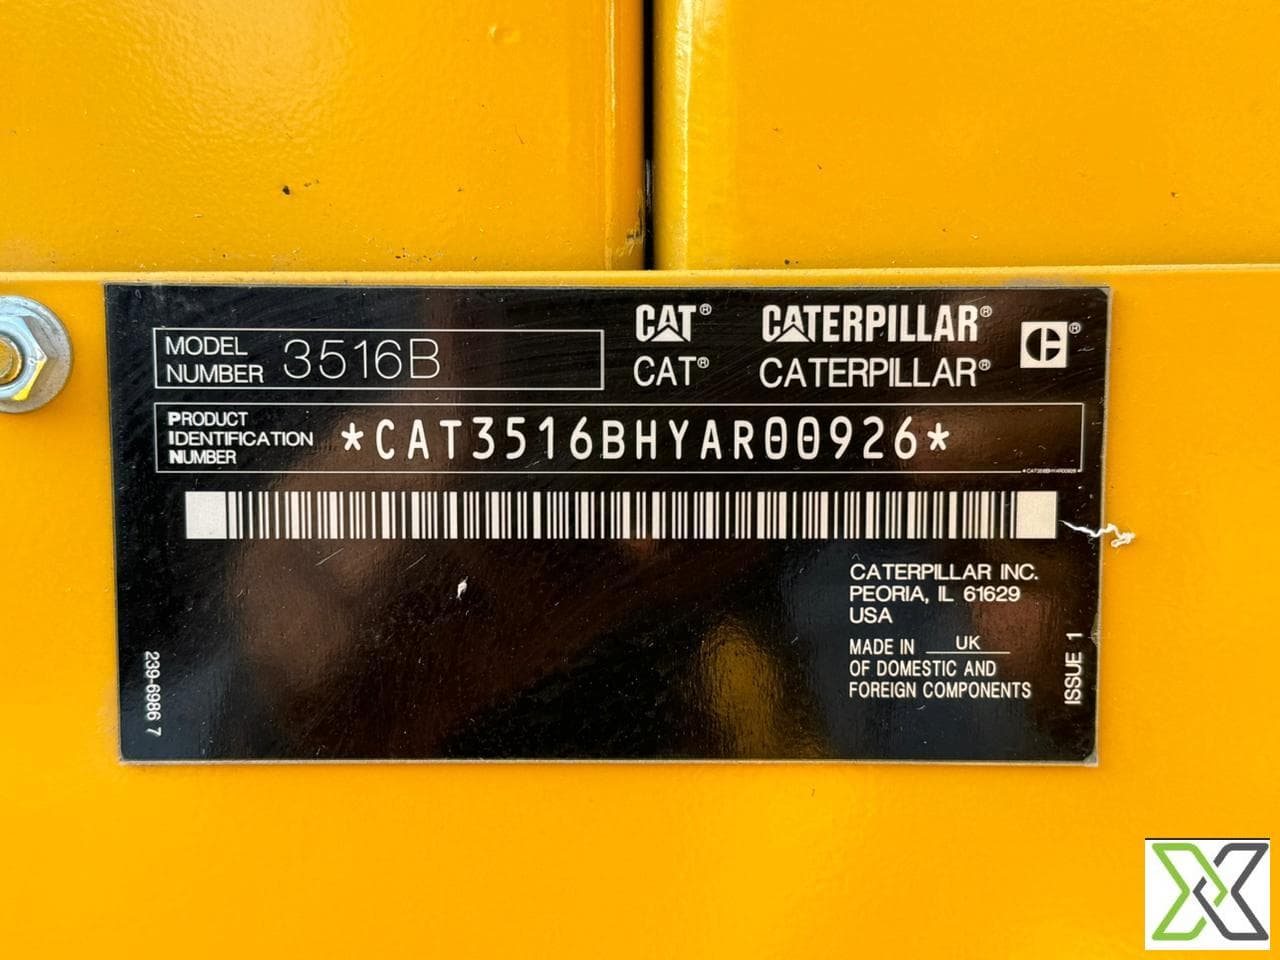 MODEL
NUMBER 3516B
CAT® CATERPILLAR®
CAT® CATERPILLAR®
C®
PRODUCT
IDENTIFICATION
NUMBER
*CAT3516BHYAR00926*
*CAT3516BHYAR00926*
CATERPILLAR INC.
PEORIA, IL 61629
USA
MADE IN UK
OF DOMESTIC AND
FOREIGN COMPONENTS
ISSUE 1
239-6986 7